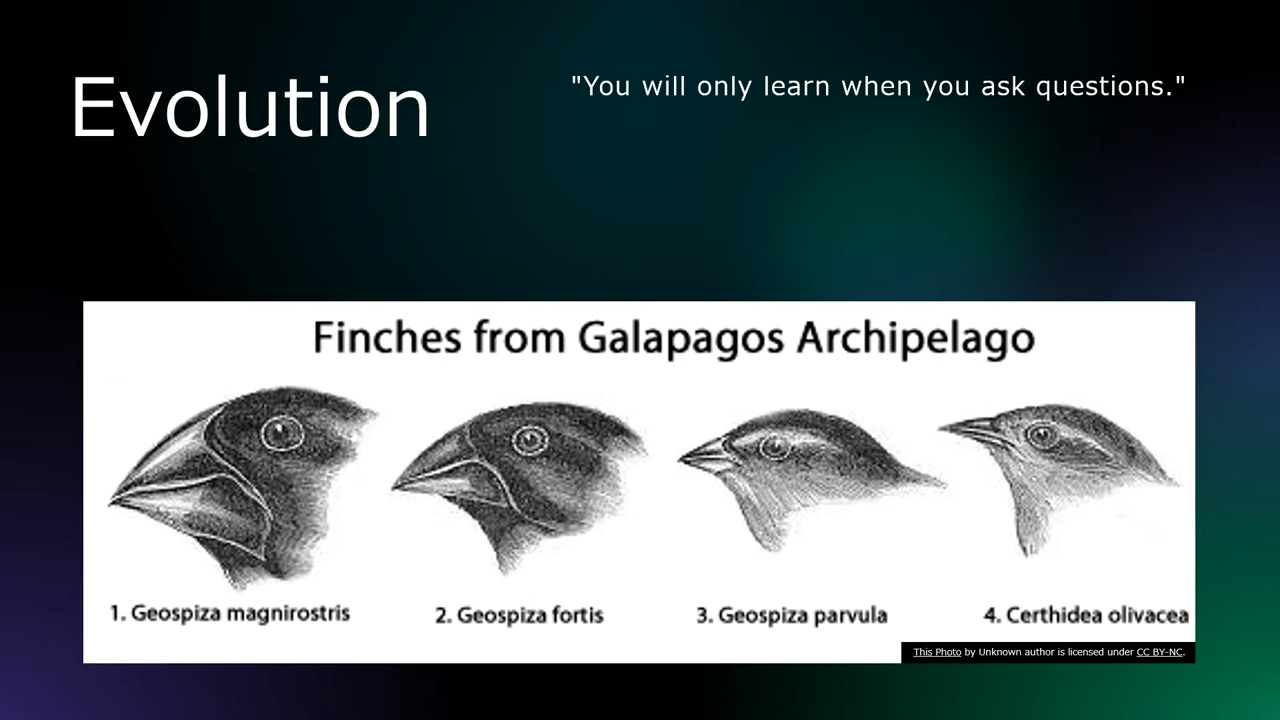 Evolution
"You will only learn when you ask questions."
Finches from Galapagos Archipelago
1. Geospiza magnirostris
2. Geospiza fortis
3. Geospiza parvula
4. Certhidea olivacea
This Photo by Unknown author is licensed under CC BY-NC.